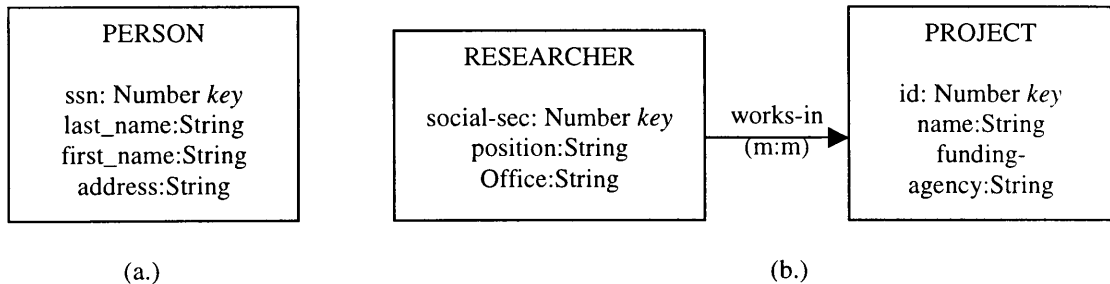 PERSON
ssn: Number key
last_name:String
first_name:String
address:String
(a.)
RESEARCHER
social-sec: Number key
position:String
Office:String
works-in
(m:m)
PROJECT
id: Number key
name:String
funding-
agency:String
(b.)